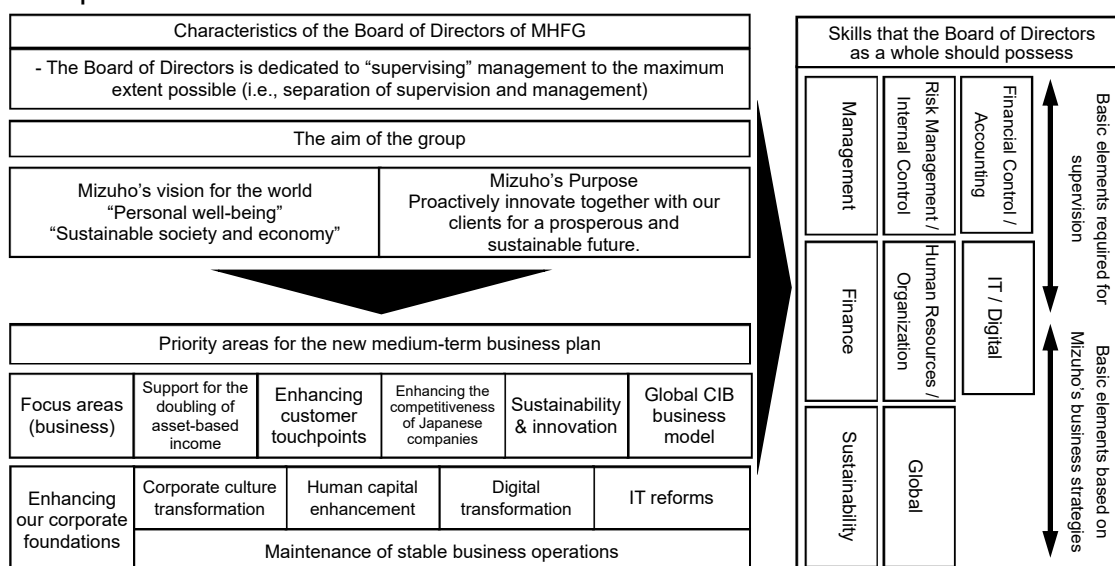 Characteristics of the Board of Directors of MHFG
- The Board of Directors is dedicated to “supervising” management to the maximum
extent possible (i.e., separation of supervision and management)
The aim of the group
Mizuho’s vision for the world
“Personal well-being”
“Sustainable society and economy”
Mizuho’s Purpose
Proactively innovate together with our
clients for a prosperous and
sustainable future.
Priority areas for the new medium-term business plan
Focus areas
(business)
Support for the
doubling of
asset-based
income
Enhancing
customer
touchpoints
Enhancing the
competitiveness
of Japanese
companies
Sustainability
& innovation
Global CIB
business
model
Enhancing
our corporate
foundations
Corporate culture
transformation
Human capital
enhancement
Digital
transformation
IT reforms
Maintenance of stable business operations
Skills that the Board of Directors
as a whole should possess
Management
Risk Management /
Internal Control
Financial Control /
Accounting
Finance
Human Resources /
Organization
IT / Digital
Sustainability
Global
Basic elements required for
supervision
Basic elements based on
Mizuho’s business strategies